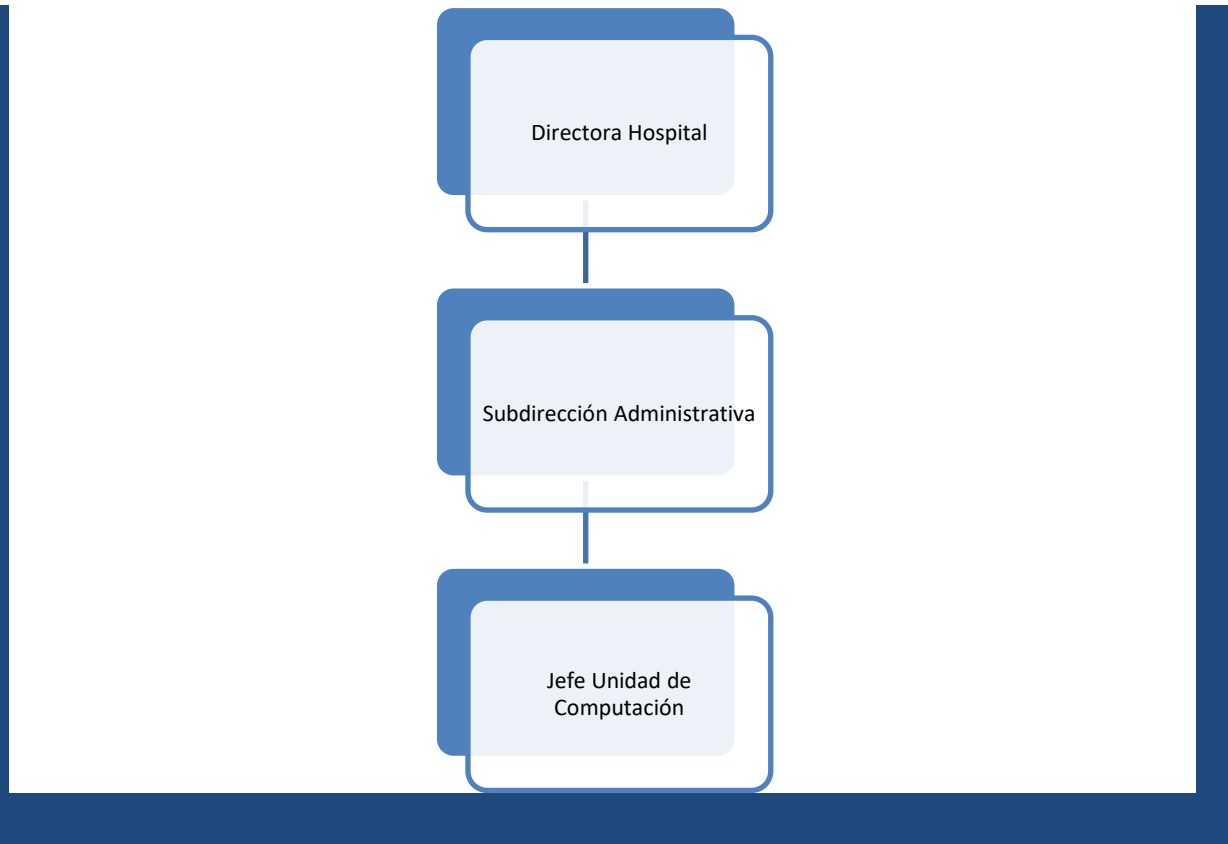 Directora Hospital
Subdirección Administrativa
Jefe Unidad de
Computación